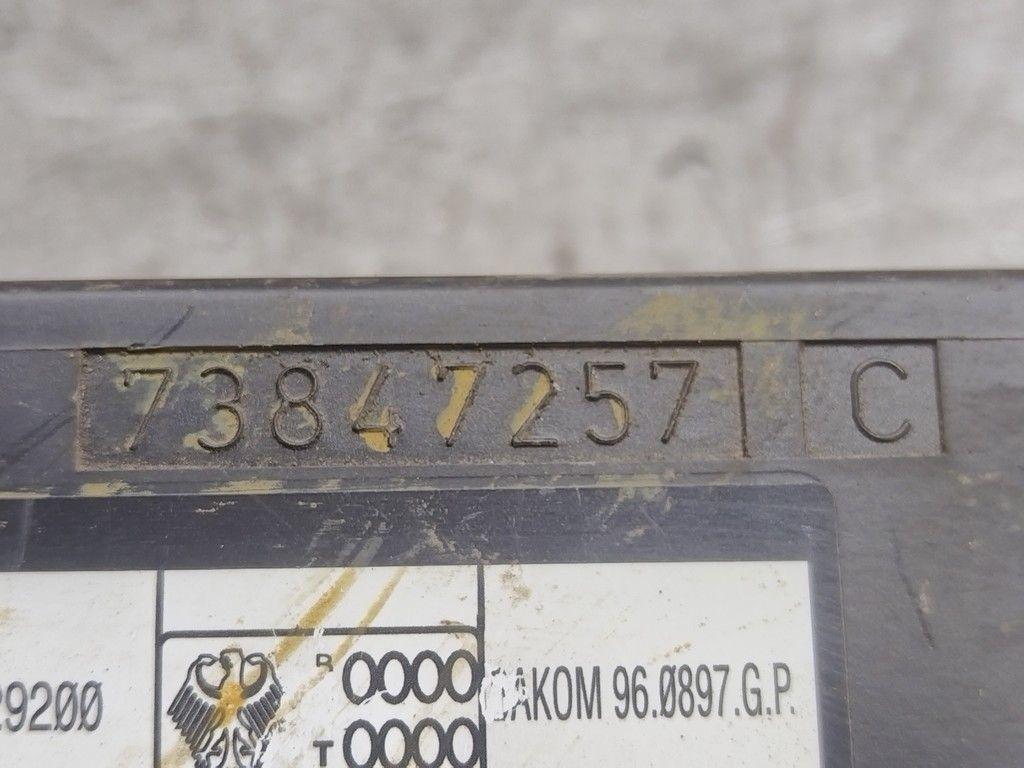 73847257 C
R 0000
29200 AKOM 96.0897.G.P.
T 0000